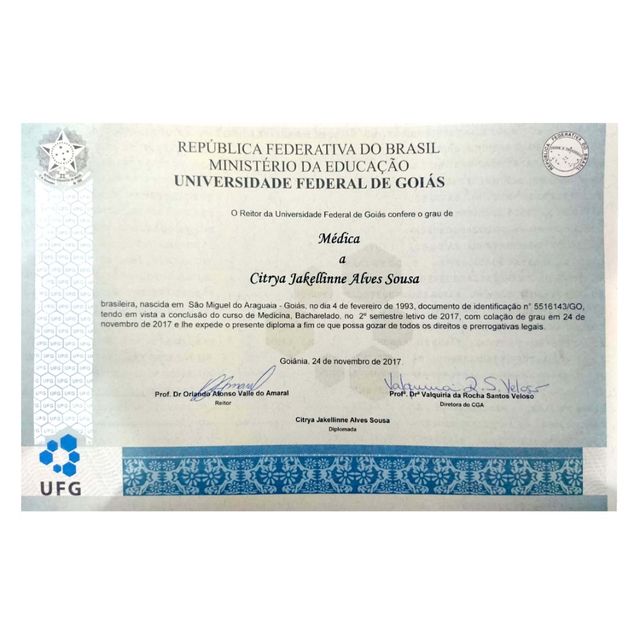 REPÚBLICA FEDERATIVA DO BRASIL
MINISTÉRIO DA EDUCAÇÃO
UNIVERSIDADE FEDERAL DE GOIÁS
O Reitor da Universidade Federal de Goiás confere o grau de
Médica
a
Citrya Jakellinne Alves Sousa
brasileira, nascida em São Miguel do Araguaia - Goiás, no dia 4 de fevereiro de 1993, documento de identificação n° 5516143/GO,
tendo em vista a conclusão do curso de Medicina, Bacharelado, no 2° semestre letivo de 2017, com colação de grau em 24 de
novembro de 2017 e lhe expede o presente diploma a fim de que possa gozar de todos os direitos e prerrogativas legais.
Goiânia, 24 de novembro de 2017.
Prof. Dr Orlando Afonso Valle do Amaral
Reitor
Valquiria R. S. Veloso
Profª. Drª Valquiria da Rocha Santos Veloso
Diretora do CGA
Citrya Jakellinne Alves Sousa
Diplomada
UFG